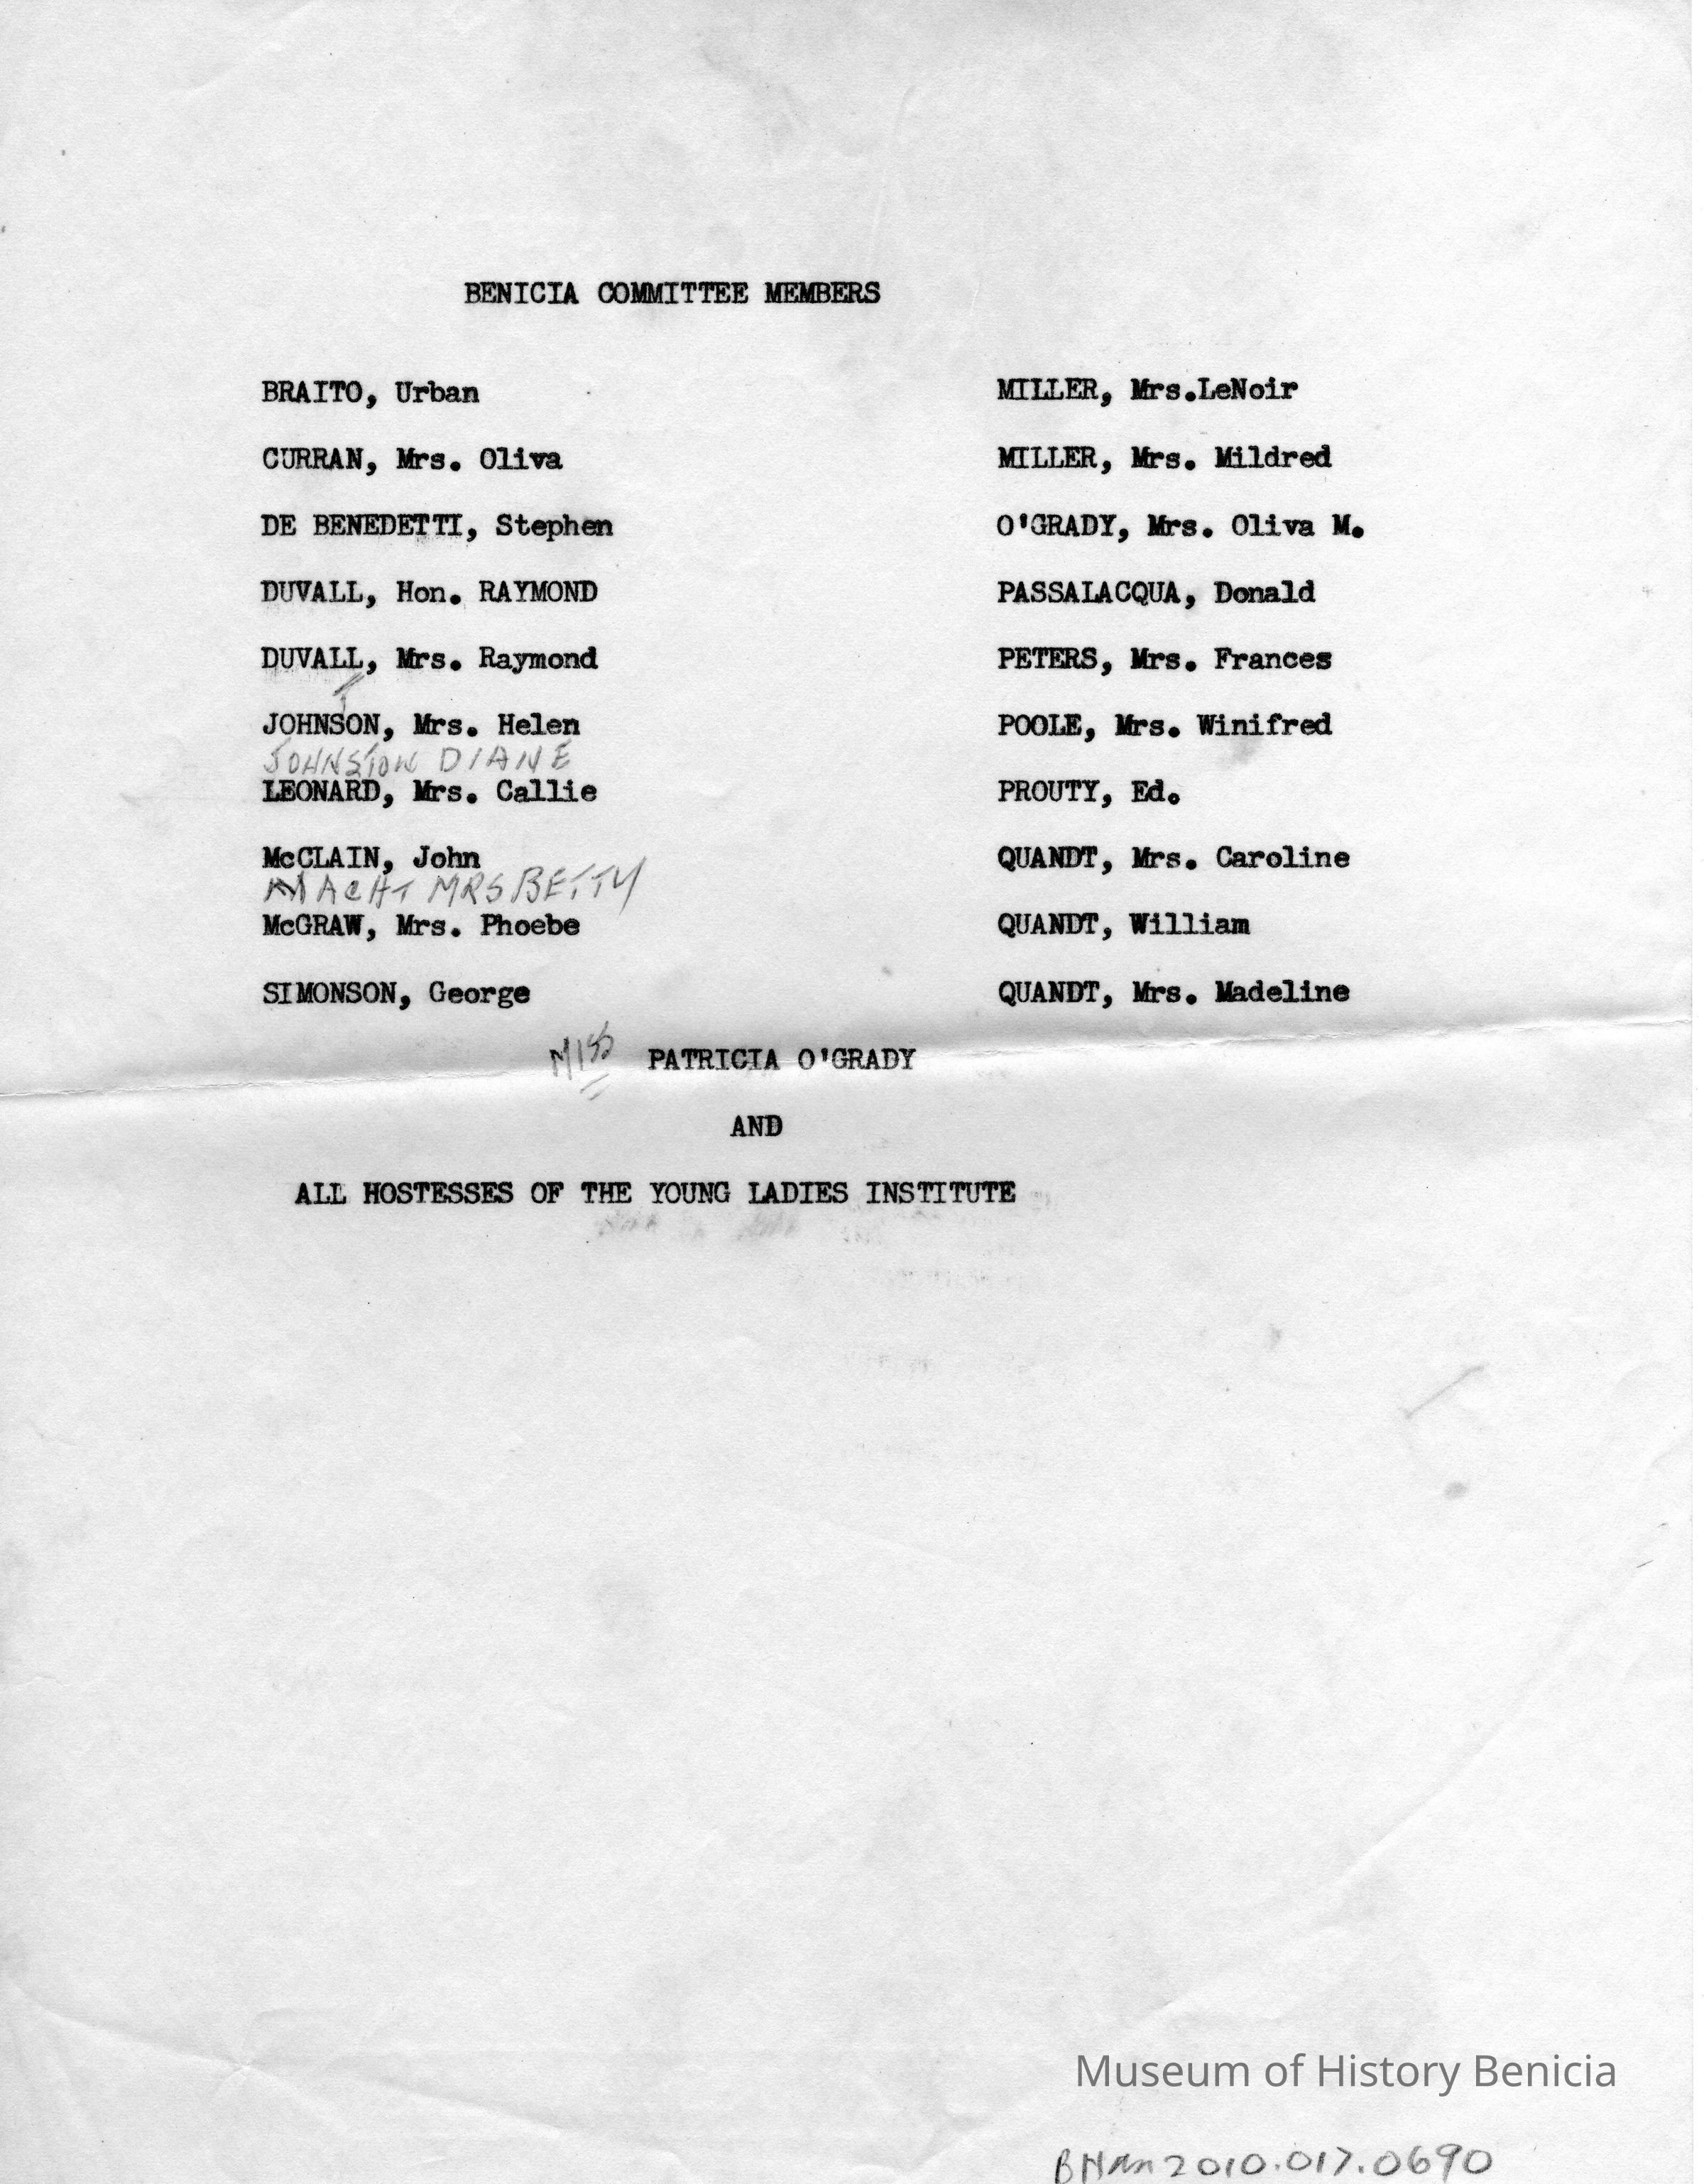 BENICIA COMMITTEE MEMBERS
BRAITO, Urban
CURRAN, Mrs. Oliva
DE BENEDETTI, Stephen
DUVALL, Hon. RAYMOND
DUVALL, Mrs. Raymond
JOHNSON, Mrs. Helen
JOHNSTON DIANE
LEONARD, Mrs. Callie
McCLAIN, John
MACHT MRS BETTY
McGRAW, Mrs. Phoebe
SIMONSON, George
MILLER, Mrs.LeNoir
MILLER, Mrs. Mildred
O'GRADY, Mrs. Oliva M.
PASSALACQUA, Donald
PETERS, Mrs. Frances
POOLE, Mrs. Winifred
PROUTY, Ed.
QUANDT, Mrs. Caroline
QUANDT, William
QUANDT, Mrs. Madeline
MISS PATRICIA O'GRADY
AND
ALL HOSTESSES OF THE YOUNG LADIES INSTITUTE
Museum of History Benicia
2010.017.0690